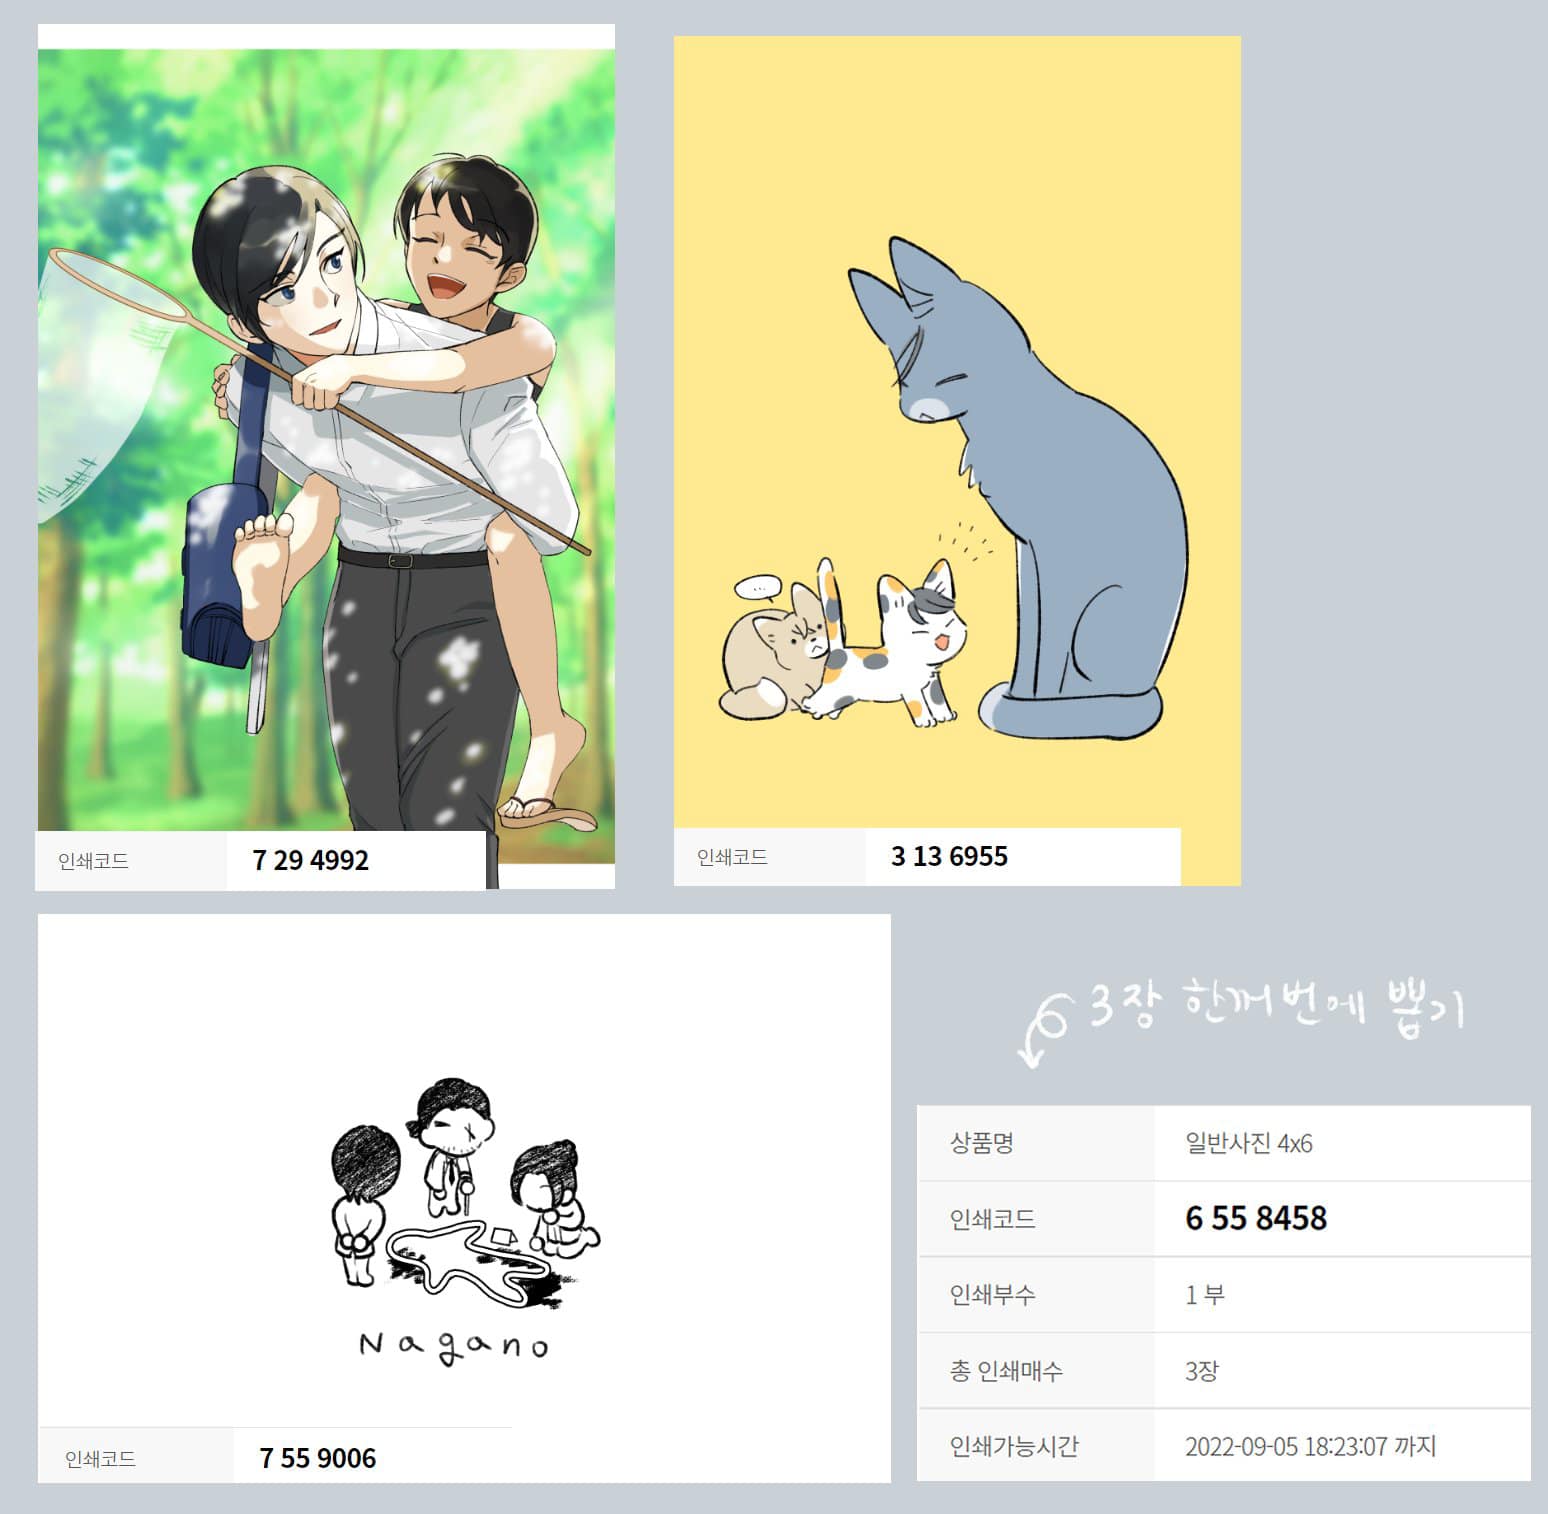 인쇄코드 7 29 4992
...
인쇄코드 3 13 6955
Nagano
인쇄코드 7 55 9006
3장 한꺼번에 뽑기
상품명 일반사진 4x6
인쇄코드 6 55 8458
인쇄부수 1 부
총 인쇄매수 3장
인쇄가능시간 2022-09-05 18:23:07 까지